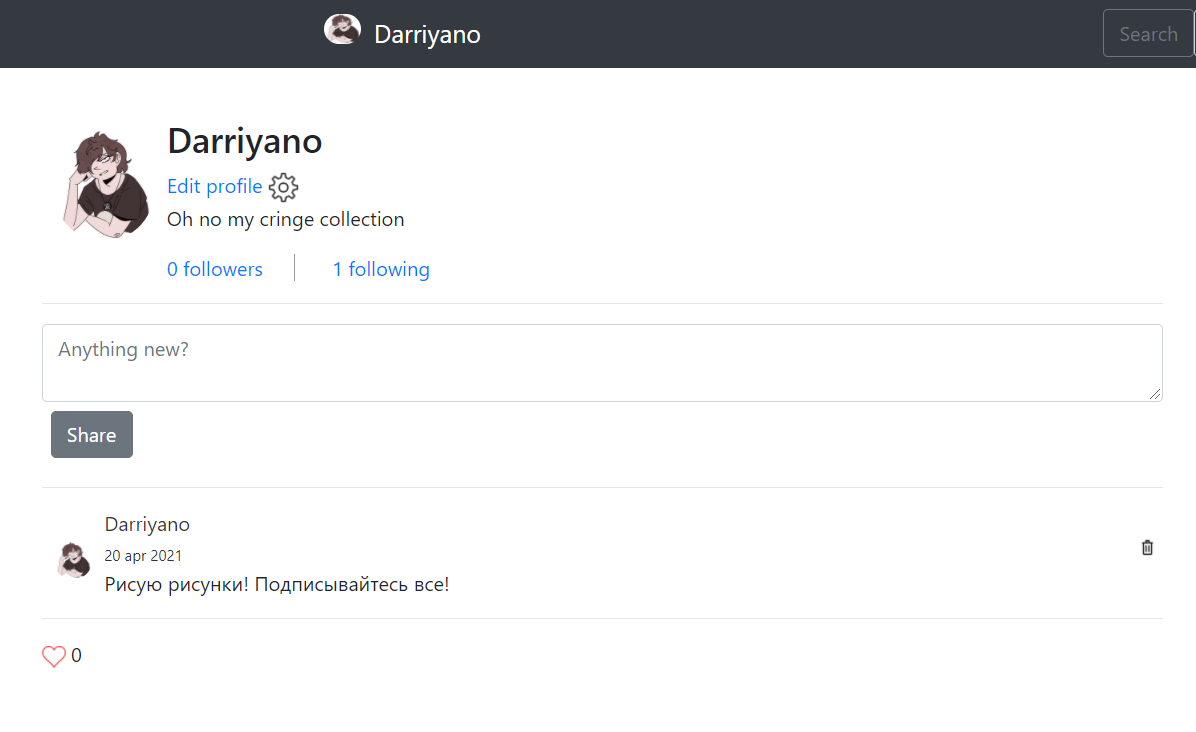 Darriyano
Search
Darriyano
Edit profile
Oh no my cringe collection
0 followers
1 following
Anything new?
Share
Darriyano
20 apr 2021
Рисую рисунки! Подписывайтесь все!
0